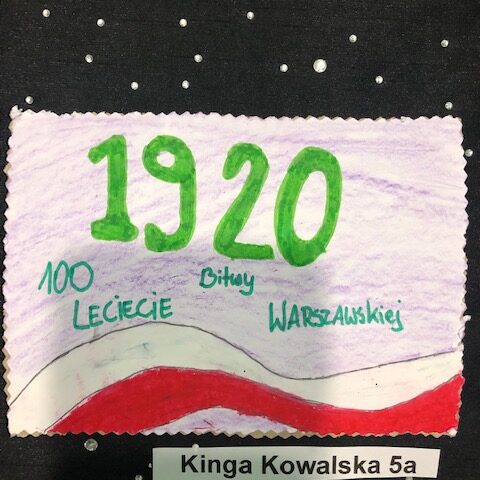 1920
100 Bitwy
LECIECIE WARSZAWSKiej
Kinga Kowalska 5a